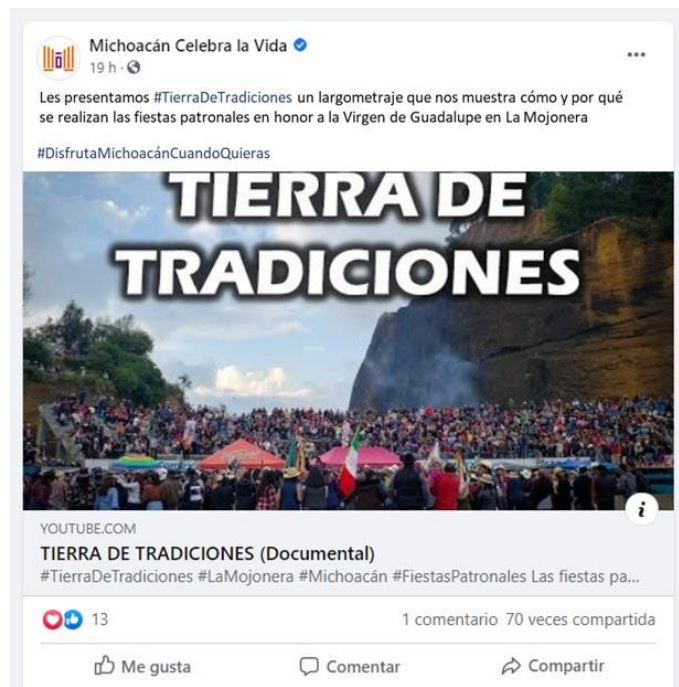 Michoacán Celebra la Vida
19 h ·
Les presentamos #TierraDeTradiciones un largometraje que nos muestra cómo y por qué
se realizan las fiestas patronales en honor a la Virgen de Guadalupe en La Mojonera
#DisfrutaMichoacánCuandoQuieras
TIERRA DE
TRADICIONES
i
YOUTUBE.COM
TIERRA DE TRADICIONES (Documental)
#TierraDeTradiciones #LaMojonera #Michoacán #FiestasPatronales Las fiestas pa...
13
1 comentario 70 veces compartida
Me gusta
Comentar
Compartir